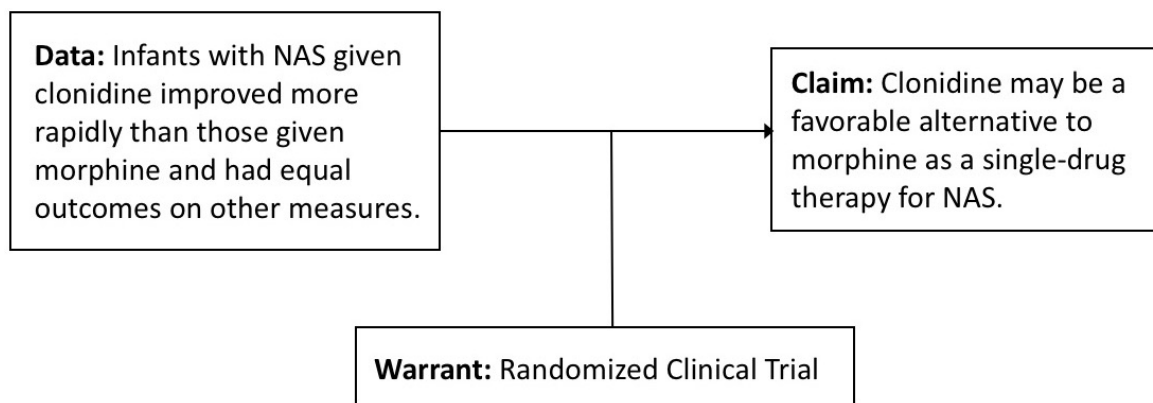 Data: Infants with NAS given
clonidine improved more
rapidly than those given
morphine and had equal
outcomes on other measures.
Claim: Clonidine may be a
favorable alternative to
morphine as a single-drug
therapy for NAS.
Warrant: Randomized Clinical Trial